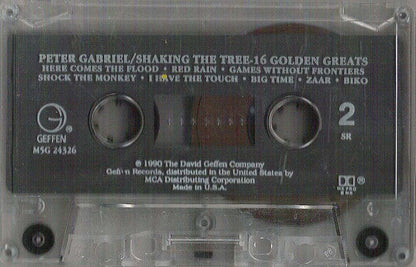 PETER GABRIEL/SHAKING THE TREE-16 GOLDEN GREATS
HERE COMES THE FLOOD • RED RAIN • GAMES WITHOUT FRONTIERS
SHOCK THE MONKEY • I HAVE THE TOUCH • BIG TIME • ZAAR • BIKO
GEFFEN
M5G 24326
2
SR
℗ 1990 The David Geffen Company
Geffen Records, distributed in the United States by
MCA Distributing Corporation
Made in U.S.A.
HX PRO